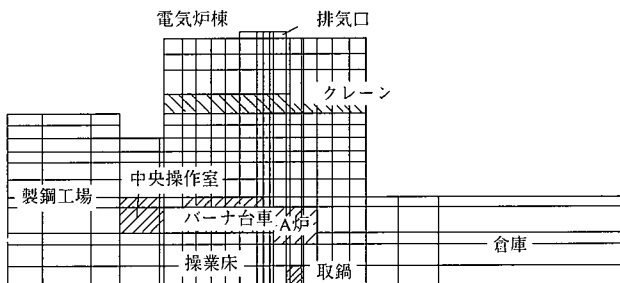 電気炉棟
排気口
クレーン
中央操作室
製鋼工場
バーナ台車
A炉
倉庫
操業床
取鍋